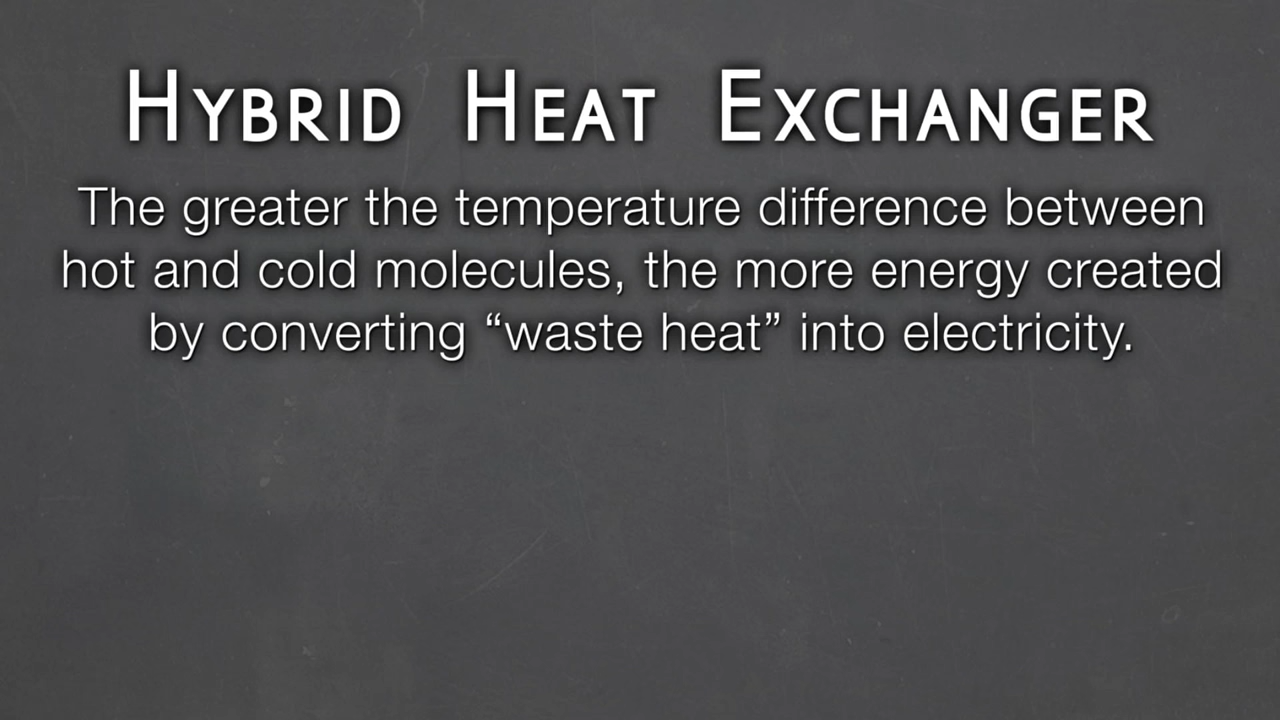 Hybrid Heat Exchanger
The greater the temperature difference between
hot and cold molecules, the more energy created
by converting “waste heat” into electricity.